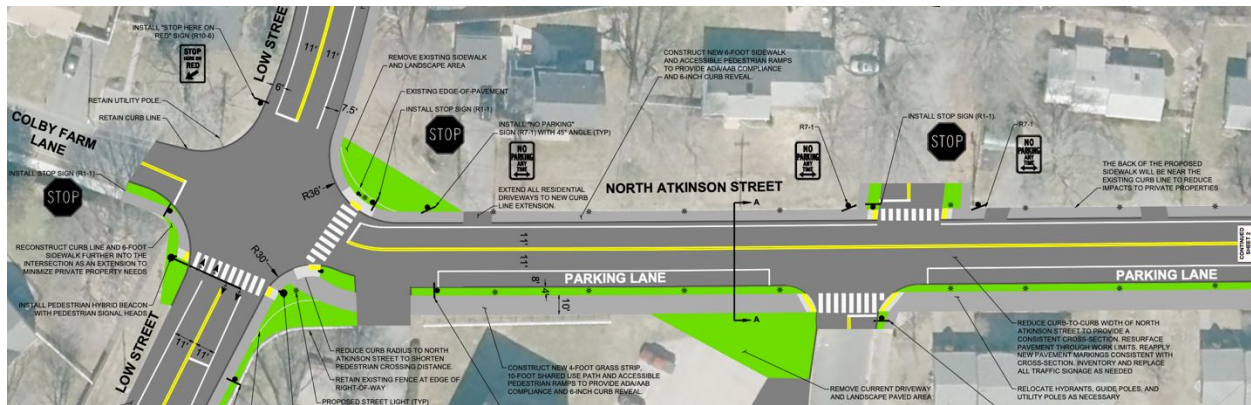 INSTALL "STOP HERE ON
RED" SIGN (R10-6)
STOP
HERE ON
RED
LOW STREET
11'
11'
6'
7.5'
RETAIN UTILITY POLE.
RETAIN CURB LINE
COLBY FARM
LANE
INSTALL STOP SIGN (R1-1)
STOP
REMOVE EXISTING SIDEWALK
AND LANDSCAPE AREA
EXISTING EDGE-OF-PAVEMENT
INSTALL STOP SIGN (R1-1)
STOP
INSTALL "NO PARKING"
SIGN (R7-1) WITH 45° ANGLE (TYP)
NO
PARKING
ANY
TIME
EXTEND ALL RESIDENTIAL
DRIVEWAYS TO NEW CURB
LINE EXTENSION.
CONSTRUCT NEW 6-FOOT SIDEWALK
AND ACCESSIBLE PEDESTRIAN RAMPS
TO PROVIDE ADA/AAB COMPLIANCE
AND 6-INCH CURB REVEAL.
NORTH ATKINSON STREET
R7-1
NO
PARKING
ANY
TIME
INSTALL STOP SIGN (R1-1)
STOP
R7-1
NO
PARKING
ANY
TIME
THE BACK OF THE PROPOSED
SIDEWALK WILL BE NEAR THE
EXISTING CURB LINE TO REDUCE
IMPACTS TO PRIVATE PROPERTIES
R36'
R30'
A
11'
11'
8'
4'
10'
PARKING LANE
PARKING LANE
A
CONTINUED
SHEET 2
RECONSTRUCT CURB LINE AND 6-FOOT
SIDEWALK FURTHER INTO THE
INTERSECTION AS AN EXTENSION TO
MINIMIZE PRIVATE PROPERTY NEEDS
INSTALL PEDESTRIAN HYBRID BEACON
WITH PEDESTRIAN SIGNAL HEADS
LOW STREET
11'
11'
REDUCE CURB RADIUS TO NORTH
ATKINSON STREET TO SHORTEN
PEDESTRIAN CROSSING DISTANCE.
RETAIN EXISTING FENCE AT EDGE OF
RIGHT-OF-WAY
PROPOSED STREET LIGHT (TYP)
CONSTRUCT NEW 4-FOOT GRASS STRIP,
10-FOOT SHARED USE PATH AND ACCESSIBLE
PEDESTRIAN RAMPS TO PROVIDE ADA/AAB
COMPLIANCE AND 6-INCH CURB REVEAL.
REMOVE CURRENT DRIVEWAY
AND LANDSCAPE PAVED AREA
REDUCE CURB-TO-CURB WIDTH OF NORTH
ATKINSON STREET TO PROVIDE A
CONSISTENT CROSS-SECTION. RESURFACE
PAVEMENT THROUGH WORK LIMITS. REAPPLY
NEW PAVEMENT MARKINGS CONSISTENT WITH
CROSS-SECTION. INVENTORY AND REPLACE
ALL TRAFFIC SIGNAGE AS NEEDED
RELOCATE HYDRANTS, GUIDE POLES, AND
UTILITY POLES AS NECESSARY